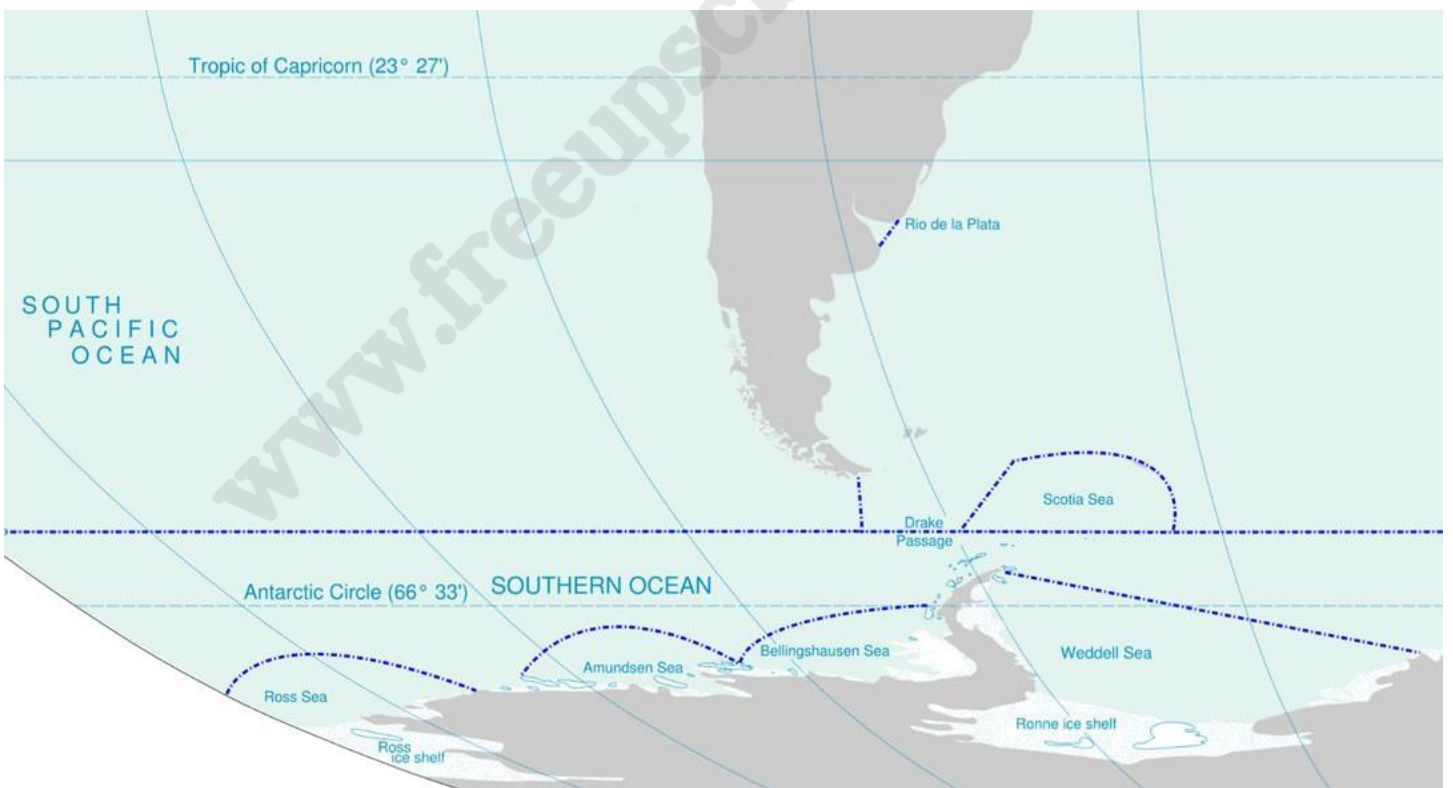 Tropic of Capricorn (23° 27')
Rio de la Plata
SOUTH
PACIFIC
OCEAN
Scotia Sea
Drake
Passage
Antarctic Circle (66° 33')
SOUTHERN OCEAN
Bellingshausen Sea
Weddell Sea
Amundsen Sea
Ross Sea
Ronne ice shelf
Ross
ice shelf
www.freeupsc